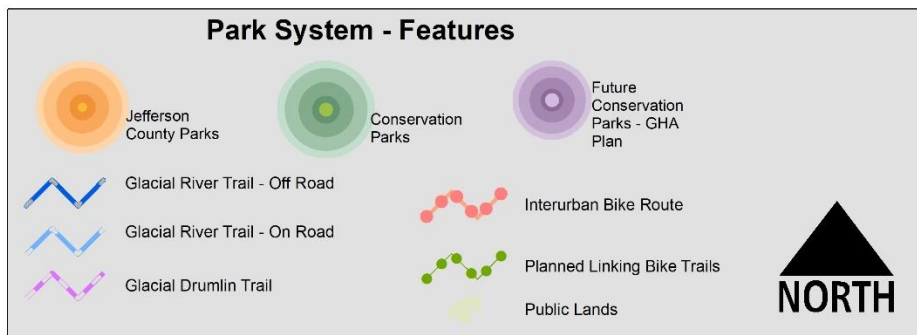 Park System - Features
Jefferson
County Parks
Conservation
Parks
Future
Conservation
Parks - GHA
Plan
Glacial River Trail - Off Road
Glacial River Trail - On Road
Glacial Drumlin Trail
Interurban Bike Route
Planned Linking Bike Trails
Public Lands
NORTH